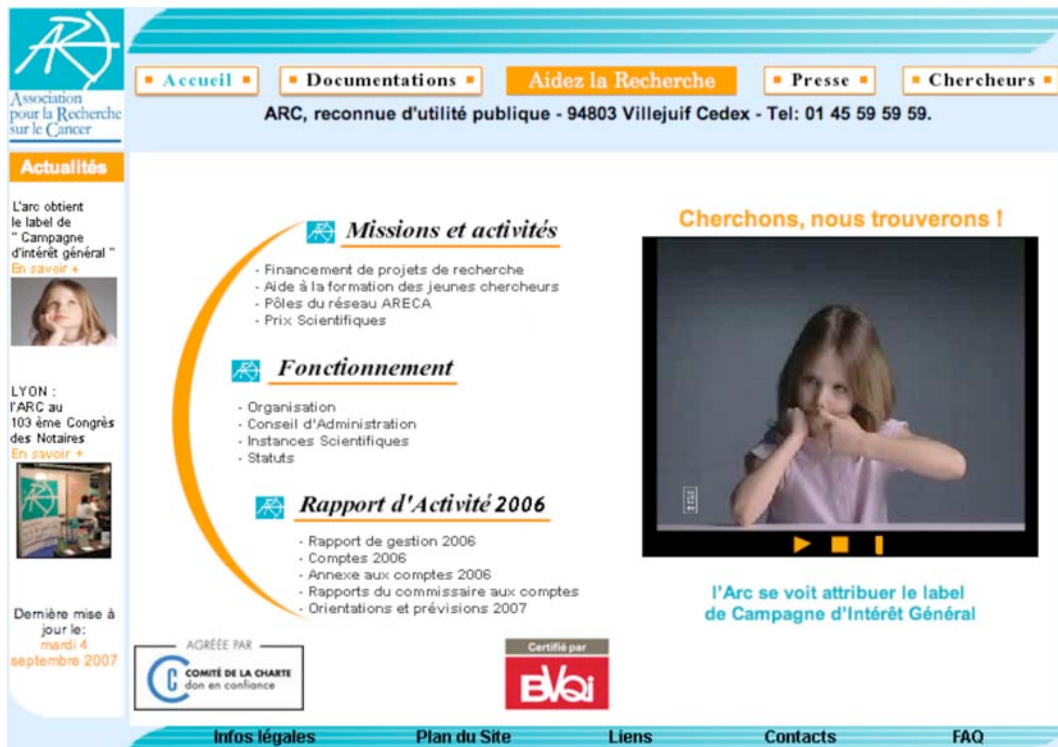 ARC
Association
pour la Recherche
sur le Cancer
Accueil
Documentations
Aidez la Recherche
Presse
Chercheurs
ARC, reconnue d'utilité publique - 94803 Villejuif Cedex - Tel: 01 45 59 59 59.
Actualités
L'arc obtient
le label de
" Campagne
d'intérêt général "
En savoir +
LYON :
l'ARC au
103 ème Congrès
des Notaires
En savoir +
Dernière mise à
jour le:
mardi 4
septembre 2007
Missions et activités
- Financement de projets de recherche
- Aide à la formation des jeunes chercheurs
- Pôles du réseau ARECA
- Prix Scientifiques
Fonctionnement
- Organisation
- Conseil d'Administration
- Instances Scientifiques
- Statuts
Rapport d'Activité 2006
- Rapport de gestion 2006
- Comptes 2006
- Annexe aux comptes 2006
- Rapports du commissaire aux comptes
- Orientations et prévisions 2007
Cherchons, nous trouverons !
l'Arc se voit attribuer le label
de Campagne d'Intérêt Général
AGRÉÉE PAR
COMITÉ DE LA CHARTE
don en confiance
Certifié par
BVQi
Infos légales
Plan du Site
Liens
Contacts
FAQ